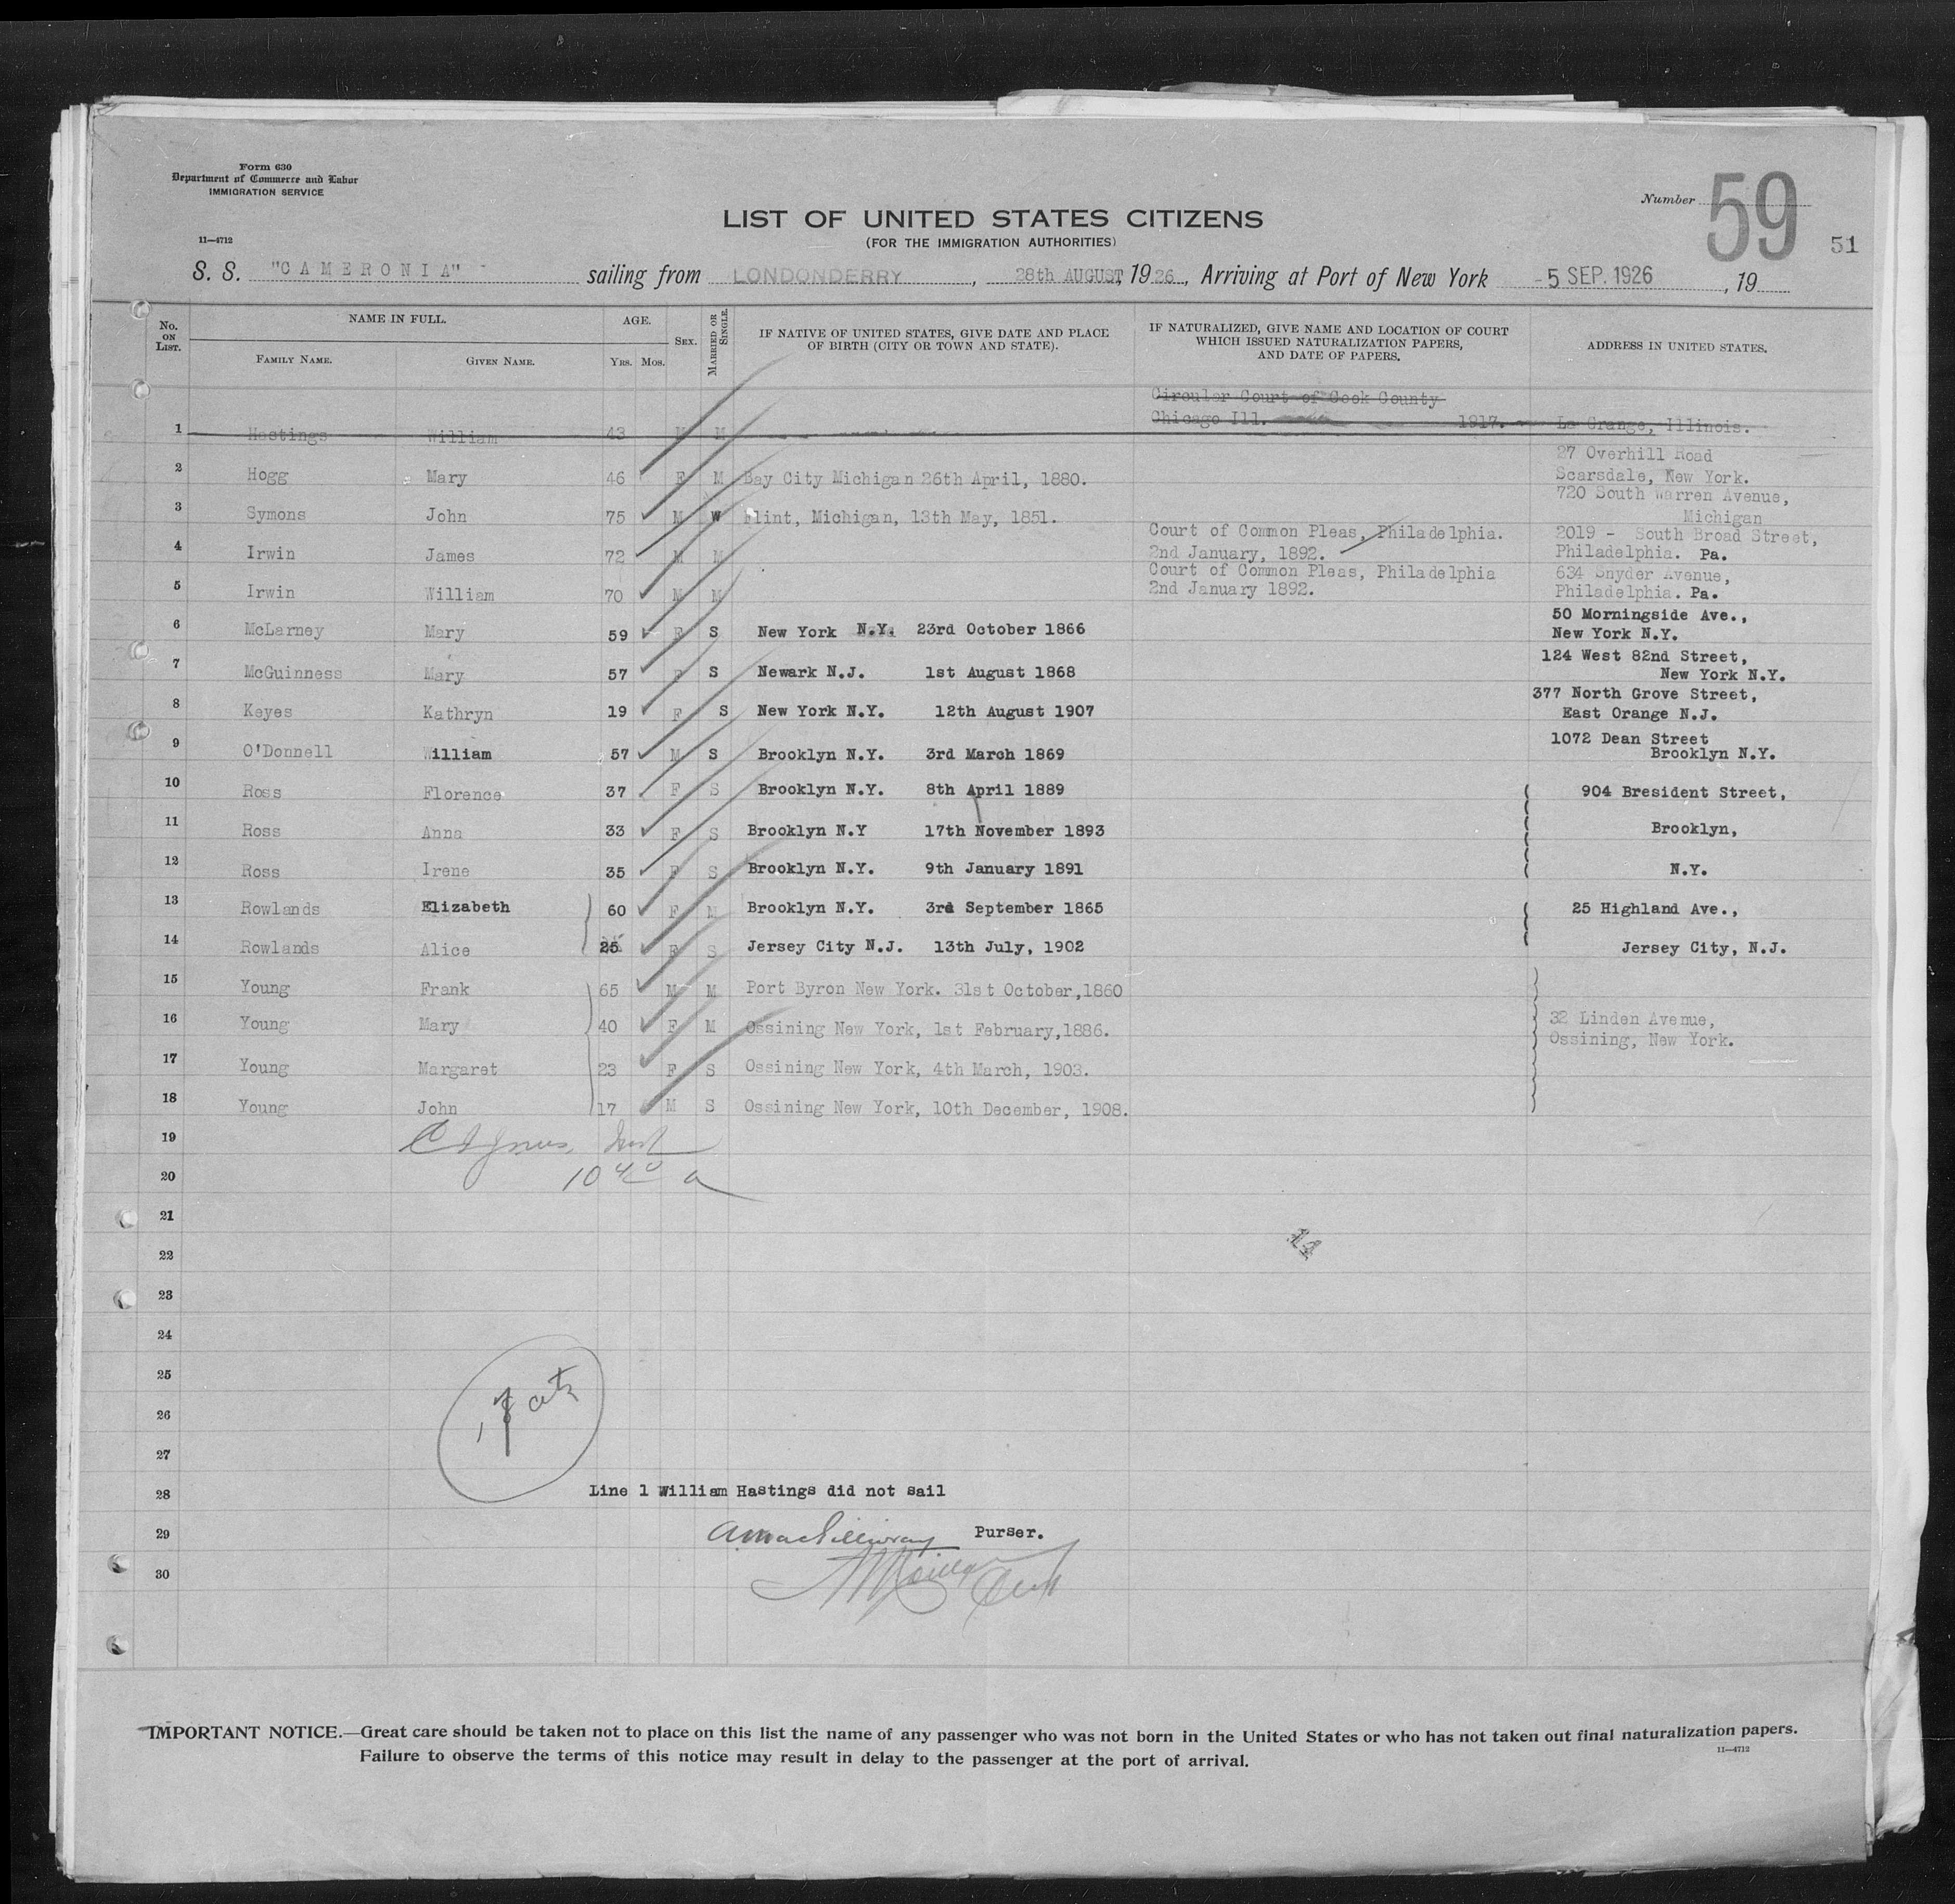 Form 630
Department of Commerce and Labor
IMMIGRATION SERVICE
11—4712
Number 59
51
LIST OF UNITED STATES CITIZENS
(FOR THE IMMIGRATION AUTHORITIES)
S. S. "CAMERONIA" sailing from LONDONDERRY, 28th AUGUST, 1926, Arriving at Port of New York -5 SEP. 1926, 19
No. ON LIST. NAME IN FULL. AGE. SEX. MARRIED OR SINGLE. IF NATIVE OF UNITED STATES, GIVE DATE AND PLACE OF BIRTH (CITY OR TOWN AND STATE). IF NATURALIZED, GIVE NAME AND LOCATION OF COURT WHICH ISSUED NATURALIZATION PAPERS, AND DATE OF PAPERS. ADDRESS IN UNITED STATES.
FAMILY NAME. GIVEN NAME. YRS. MOS.
Circular Court of Cook County
1 Hastings William 43 M M Chicago Ill. 1917. La Grange, Illinois.
27 Overhill Road
2 Hogg Mary 46 F M Bay City Michigan 26th April, 1880. Scarsdale, New York.
720 South Warren Avenue,
3 Symons John 75 M W Flint, Michigan, 13th May, 1851. Michigan
Court of Common Pleas, Philadelphia. 2019 - South Broad Street,
4 Irwin James 72 M M 2nd January, 1892. Philadelphia. Pa.
Court of Common Pleas, Philadelphia 634 Snyder Avenue,
5 Irwin William 70 M M 2nd January 1892. Philadelphia. Pa.
50 Morningside Ave.,
6 McLarney Mary 59 F S New York N.Y. 23rd October 1866 New York N.Y.
124 West 82nd Street,
7 McGuinness Mary 57 F S Newark N.J. 1st August 1868 New York N.Y.
377 North Grove Street,
8 Keyes Kathryn 19 F S New York N.Y. 12th August 1907 East Orange N.J.
1072 Dean Street
9 O'Donnell William 57 M S Brooklyn N.Y. 3rd March 1869 Brooklyn N.Y.
10 Ross Florence 37 F S Brooklyn N.Y. 8th April 1889 904 Bresident Street,
11 Ross Anna 33 F S Brooklyn N.Y 17th November 1893 Brooklyn,
12 Ross Irene 35 F S Brooklyn N.Y. 9th January 1891 N.Y.
13 Rowlands Elizabeth 60 F M Brooklyn N.Y. 3rd September 1865 25 Highland Ave.,
14 Rowlands Alice 25 F S Jersey City N.J. 13th July, 1902 Jersey City, N.J.
15 Young Frank 65 M M Port Byron New York. 31st October,1860
16 Young Mary 40 F M Ossining New York, 1st February,1886. 32 Linden Avenue,
Ossining, New York.
17 Young Margaret 23 F S Ossining New York, 4th March, 1903.
18 Young John 17 M S Ossining New York, 10th December, 1908.
19
20 10 40 a
21
22 14
23
24
25
26
27
28 Line 1 William Hastings did not sail
29 Purser.
30
IMPORTANT NOTICE.—Great care should be taken not to place on this list the name of any passenger who was not born in the United States or who has not taken out final naturalization papers.
Failure to observe the terms of this notice may result in delay to the passenger at the port of arrival.
11—4712